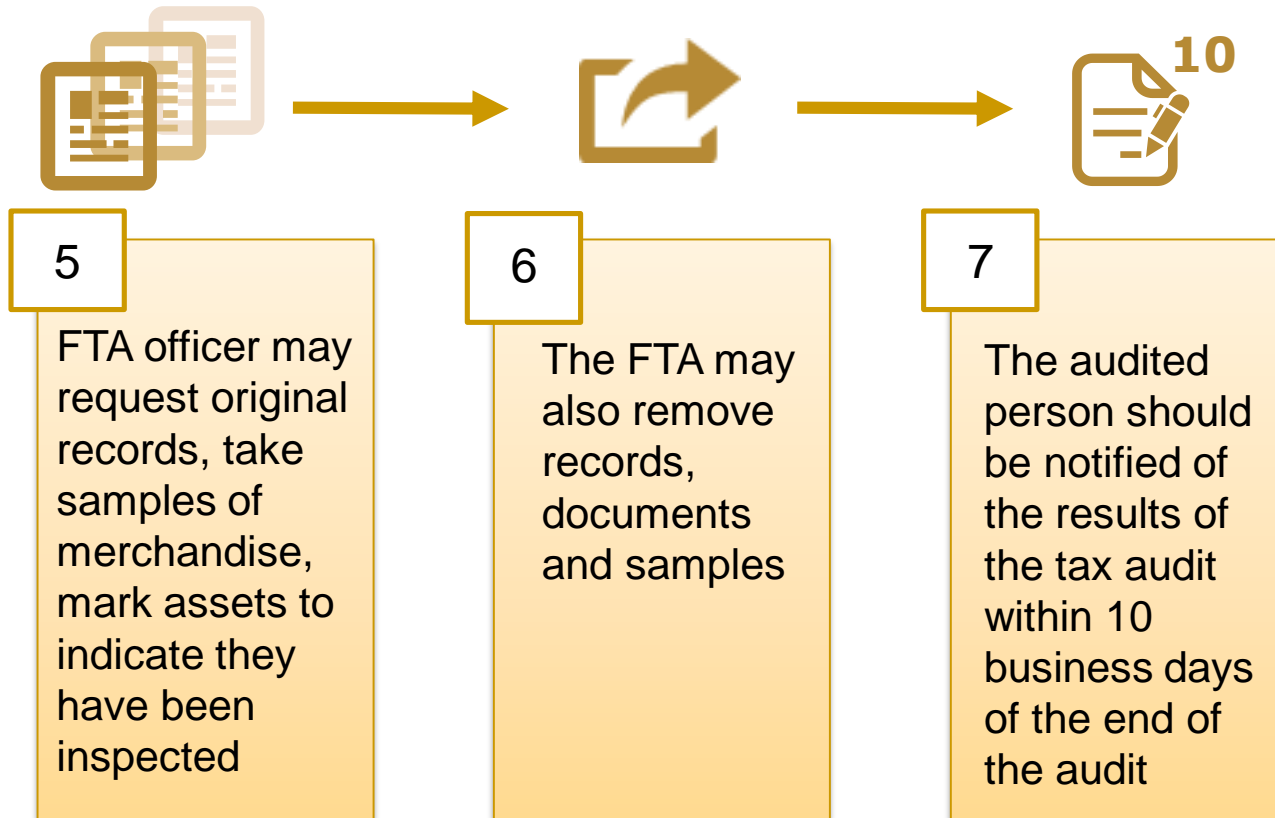 10
5
FTA officer may
request original
records, take
samples of
merchandise,
mark assets to
indicate they
have been
inspected
6
The FTA may
also remove
records,
documents
and samples
7
The audited
person should
be notified of
the results of
the tax audit
within 10
business days
of the end of
the audit